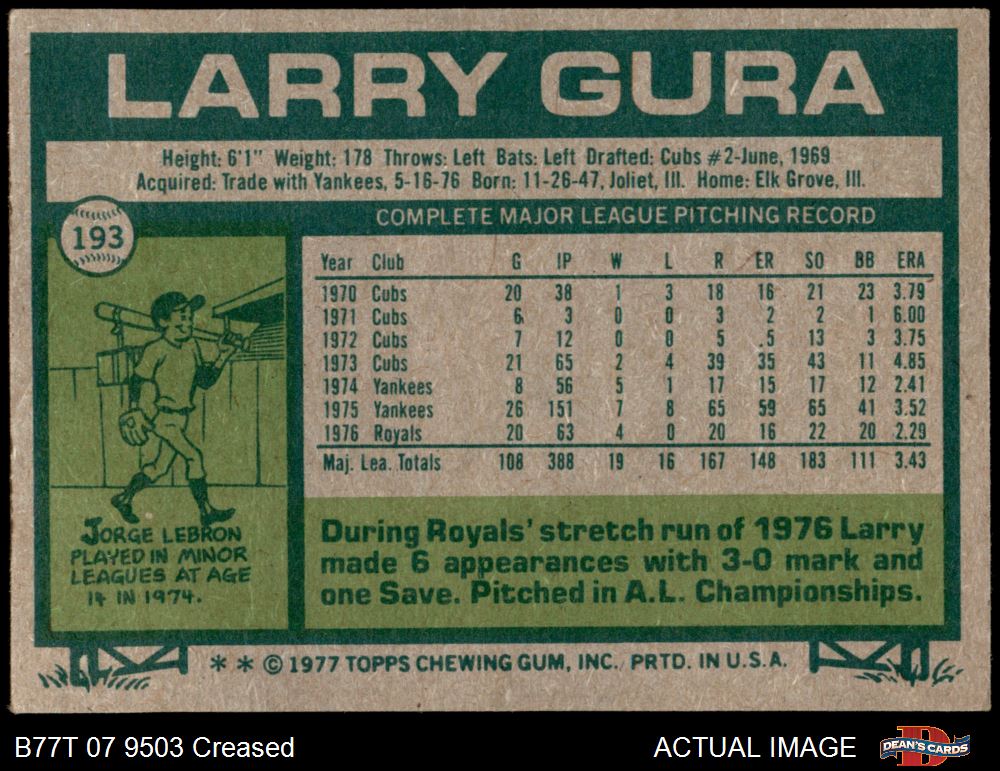 LARRY GURA
Height: 6'1" Weight: 178 Throws: Left Bats: Left Drafted: Cubs #2-June, 1969
Acquired: Trade with Yankees, 5-16-76 Born: 11-26-47, Joliet, Ill. Home: Elk Grove, Ill.
193
COMPLETE MAJOR LEAGUE PITCHING RECORD
Year Club G IP W L R ER SO BB ERA
1970 Cubs 20 38 1 3 18 16 21 23 3.79
1971 Cubs 6 3 0 0 3 2 2 1 6.00
1972 Cubs 7 12 0 0 5 .5 13 3 3.75
1973 Cubs 21 65 2 4 39 35 43 11 4.85
1974 Yankees 8 56 5 1 17 15 17 12 2.41
1975 Yankees 26 151 7 8 65 59 65 41 3.52
1976 Royals 20 63 4 0 20 16 22 20 2.29
Maj. Lea. Totals 108 388 19 16 167 148 183 111 3.43
JORGE LEBRON
PLAYED IN MINOR
LEAGUES AT AGE
14 IN 1974.
During Royals' stretch run of 1976 Larry
made 6 appearances with 3-0 mark and
one Save. Pitched in A.L. Championships.
* * © 1977 TOPPS CHEWING GUM, INC. PRTD. IN U.S.A.
B77T 07 9503 Creased
ACTUAL IMAGE
DEAN'S CARDS